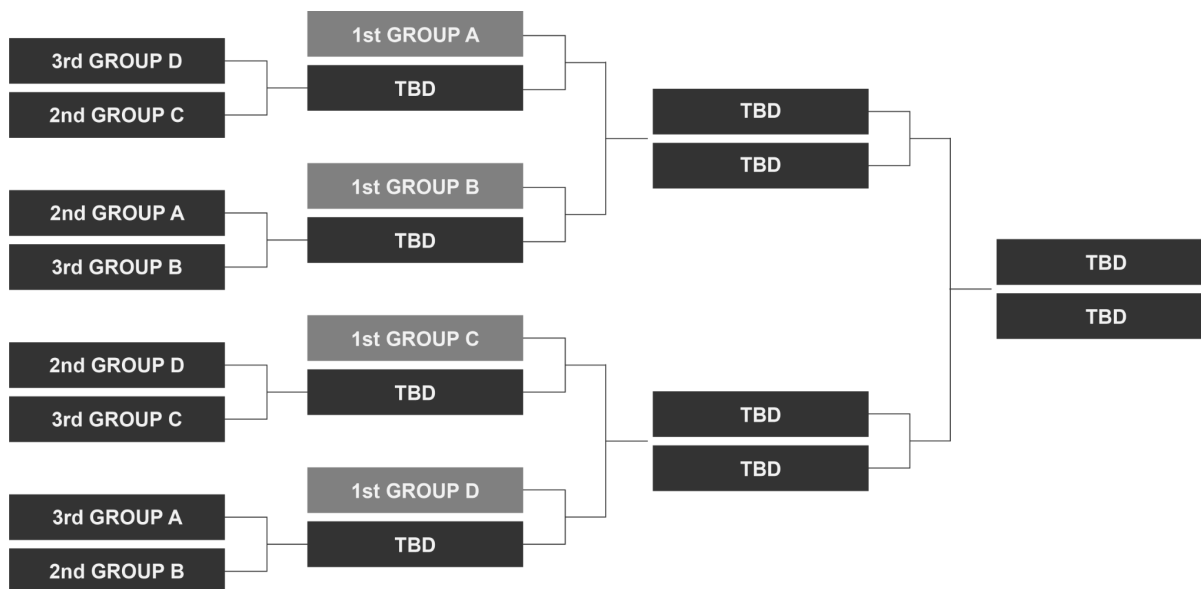 3rd GROUP D
2nd GROUP C
2nd GROUP A
3rd GROUP B
2nd GROUP D
3rd GROUP C
3rd GROUP A
2nd GROUP B
1st GROUP A
TBD
1st GROUP B
TBD
1st GROUP C
TBD
1st GROUP D
TBD
TBD
TBD
TBD
TBD
TBD
TBD